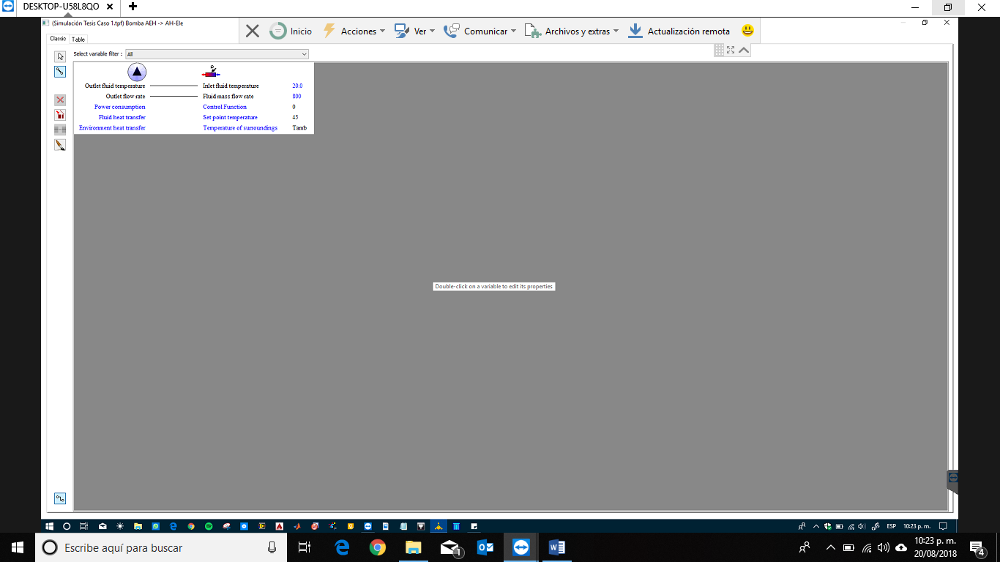 DESKTOP-U58L8QO
(Simulación Tesis Caso 1.tpf) Bomba AEH -> AH-Ele
Inicio Acciones Ver Comunicar Archivos y extras Actualización remota
Classic Table
Select variable filter : All
Outlet fluid temperature Inlet fluid temperature 20.0
Outlet flow rate Fluid mass flow rate 800
Power consumption Control Function 0
Fluid heat transfer Set point temperature 45
Environment heat transfer Temperature of surroundings Tamb
Double-click on a variable to edit its properties
ESP 10:23 p. m.
Escribe aquí para buscar
1
10:23 p. m.
20/08/2018
4